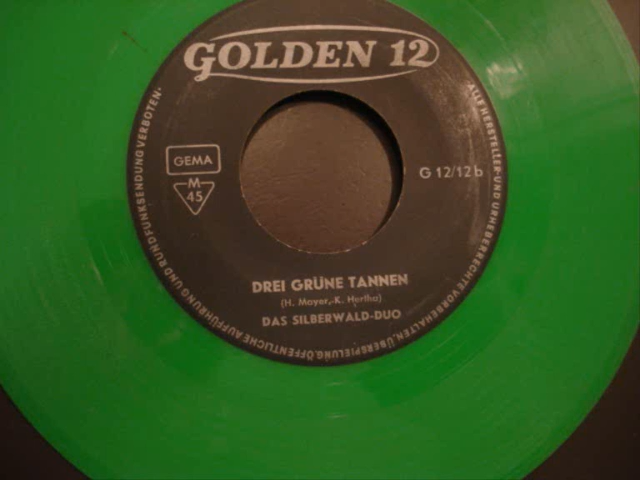 GOLDEN 12
GEMA
M
45
G 12/12 b
DREI GRÜNE TANNEN
(H. Mayer,-K. Hertha)
DAS SILBERWALD-DUO
ALLE HERSTELLER-UND URHEBERRECHTE VORBEHALTEN. ÜBERSPIELUNG, ÖFFENTLICHE AUFFÜHRUNG UND RUNDFUNKSENDUNG VERBOTEN.